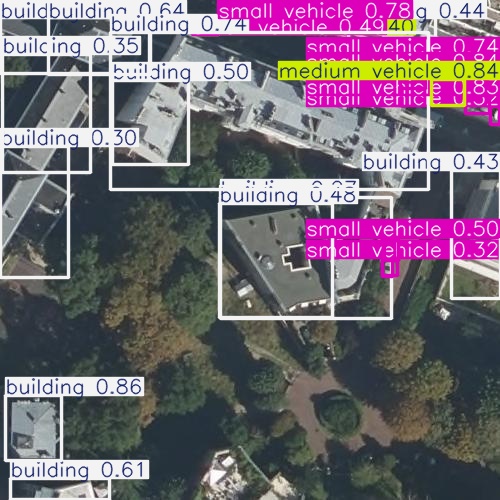 building 0.64
small vehicle 0.78
0.44
building 0.74
vehicle 0.49
40
building 0.35
small vehicle 0.74
building 0.50
medium vehicle 0.84
small vehicle 0.83
building 0.30
building 0.43
building 0.48
small vehicle 0.50
small vehicle 0.32
building 0.86
building 0.61